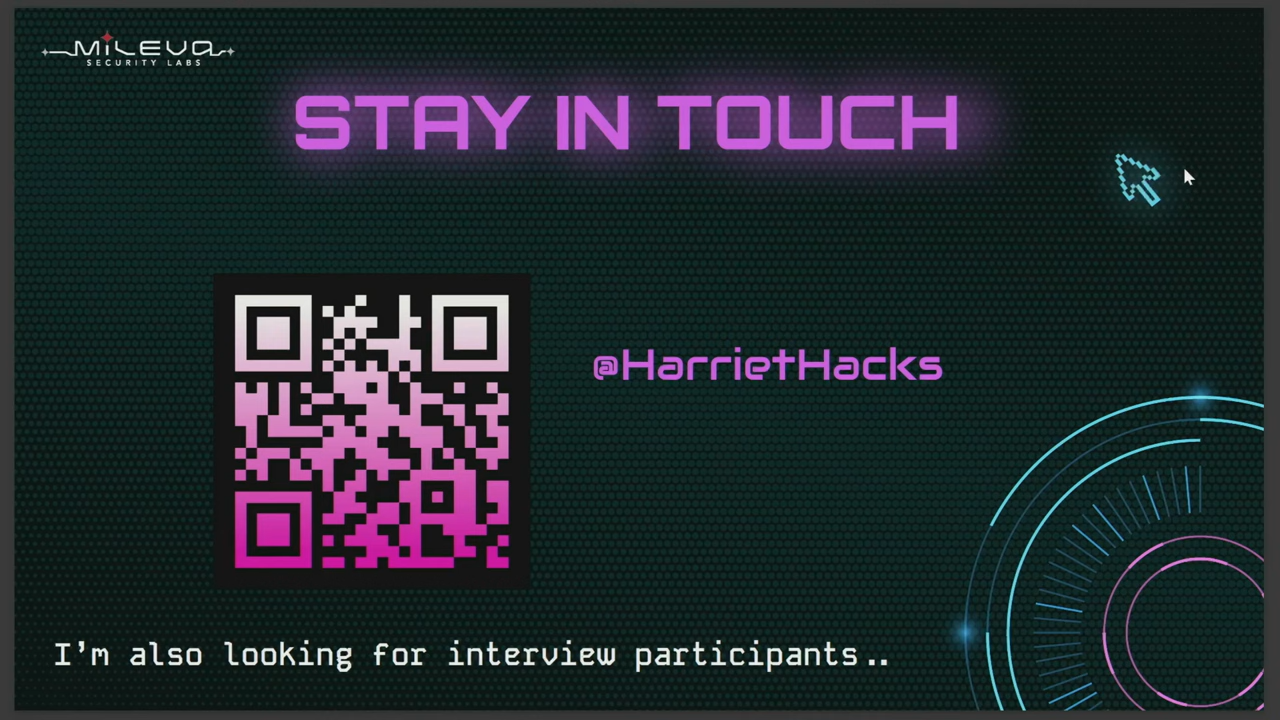 MiLEVA
SECURITY LABS
STAY IN TOUCH
@HarrietHacks
I'm also looking for interview participants..